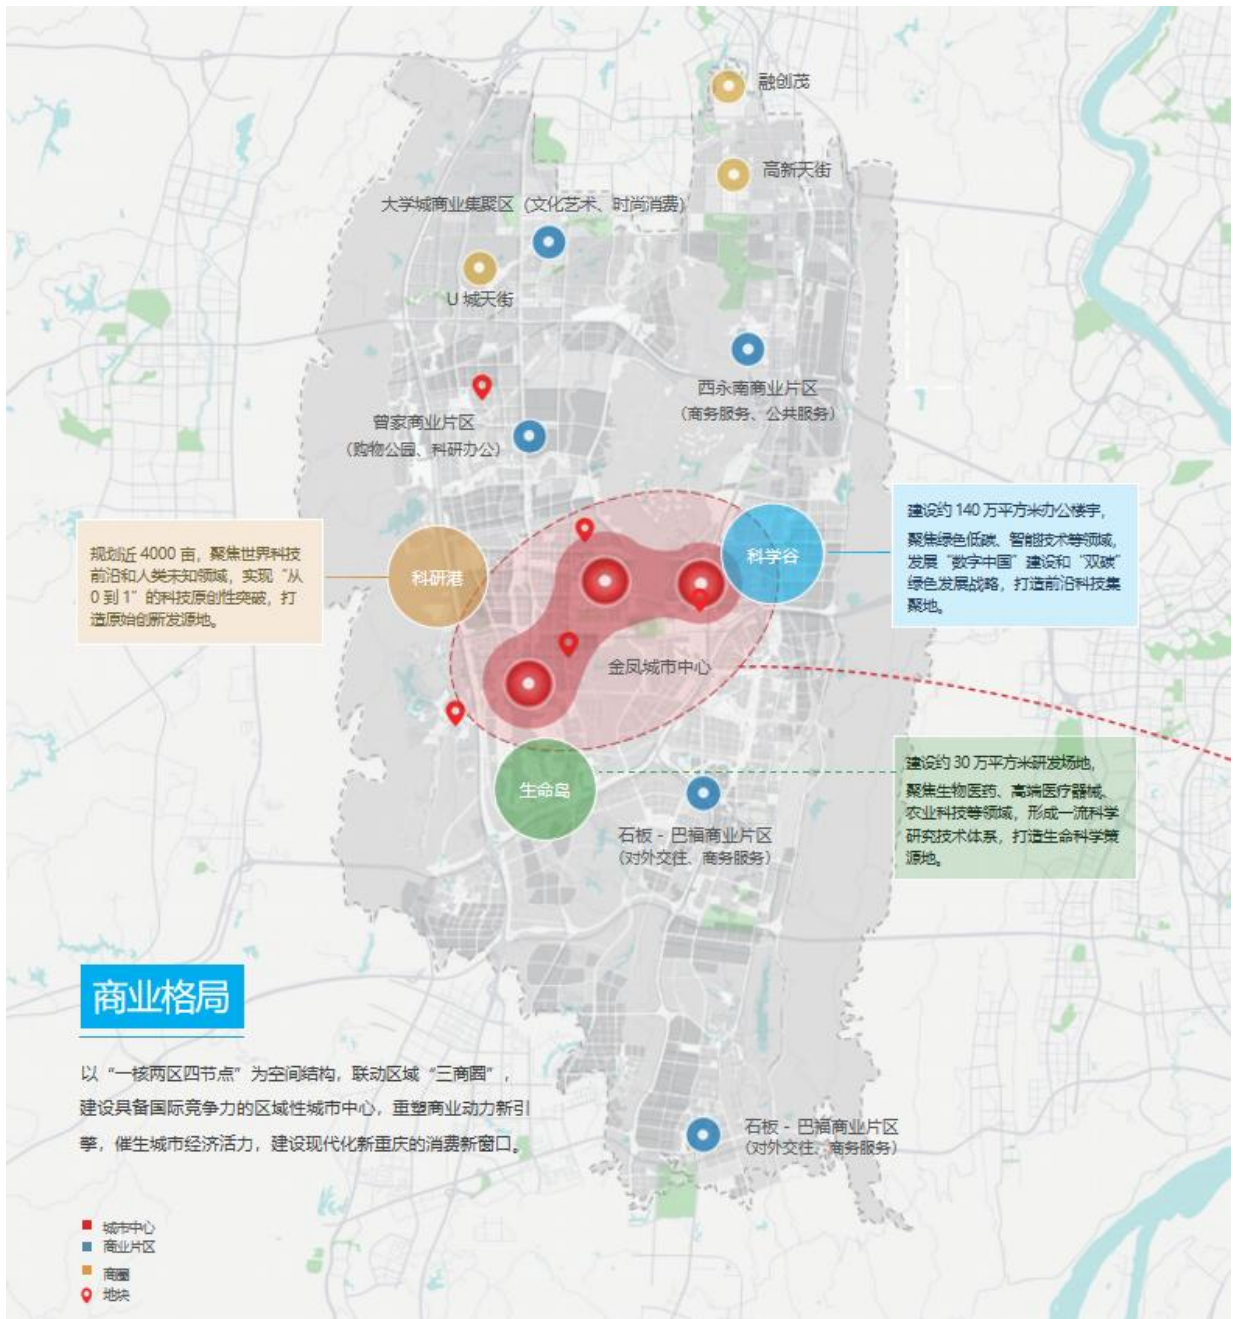 融创茂
高新天街
大学城商业集聚区（文化艺术、时尚消费）
U 城天街
西永南商业片区
（商务服务、公共服务）
曾家商业片区
（购物公园、科研办公）
建设约 140 万平方米办公楼宇，
聚焦绿色低碳、智能技术等领域，
发展“数字中国”建设和“双碳”
绿色发展战略，打造前沿科技集
聚地。
科学谷
规划近 4000 亩，聚焦世界科技
前沿和人类未知领域，实现“从
0 到 1”的科技原创性突破，打
造原始创新发源地。
科研港
金凤城市中心
建设约 30 万平方米研发场地，
聚焦生物医药、高端医疗器械、
农业科技等领域，形成一流科学
研究技术体系，打造生命科学策
源地。
生命岛
石板 - 巴福商业片区
（对外交往、商务服务）
商业格局
以“一核两区四节点”为空间结构，联动区域“三商圈”，
建设具备国际竞争力的区域性城市中心，重塑商业动力新引
擎，催生城市经济活力，建设现代化新重庆的消费新窗口。
石板 - 巴福商业片区
（对外交往、商务服务）
城市中心
商业片区
商圈
地块